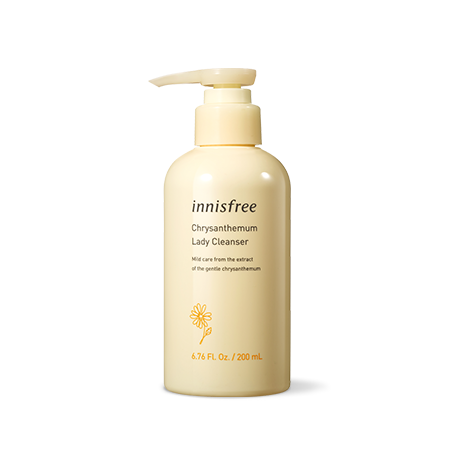 innisfree
Chrysanthemum
Lady Cleanser
Mild care from the extract
of the gentle chrysanthemum
6.76 Fl. Oz. / 200 mL